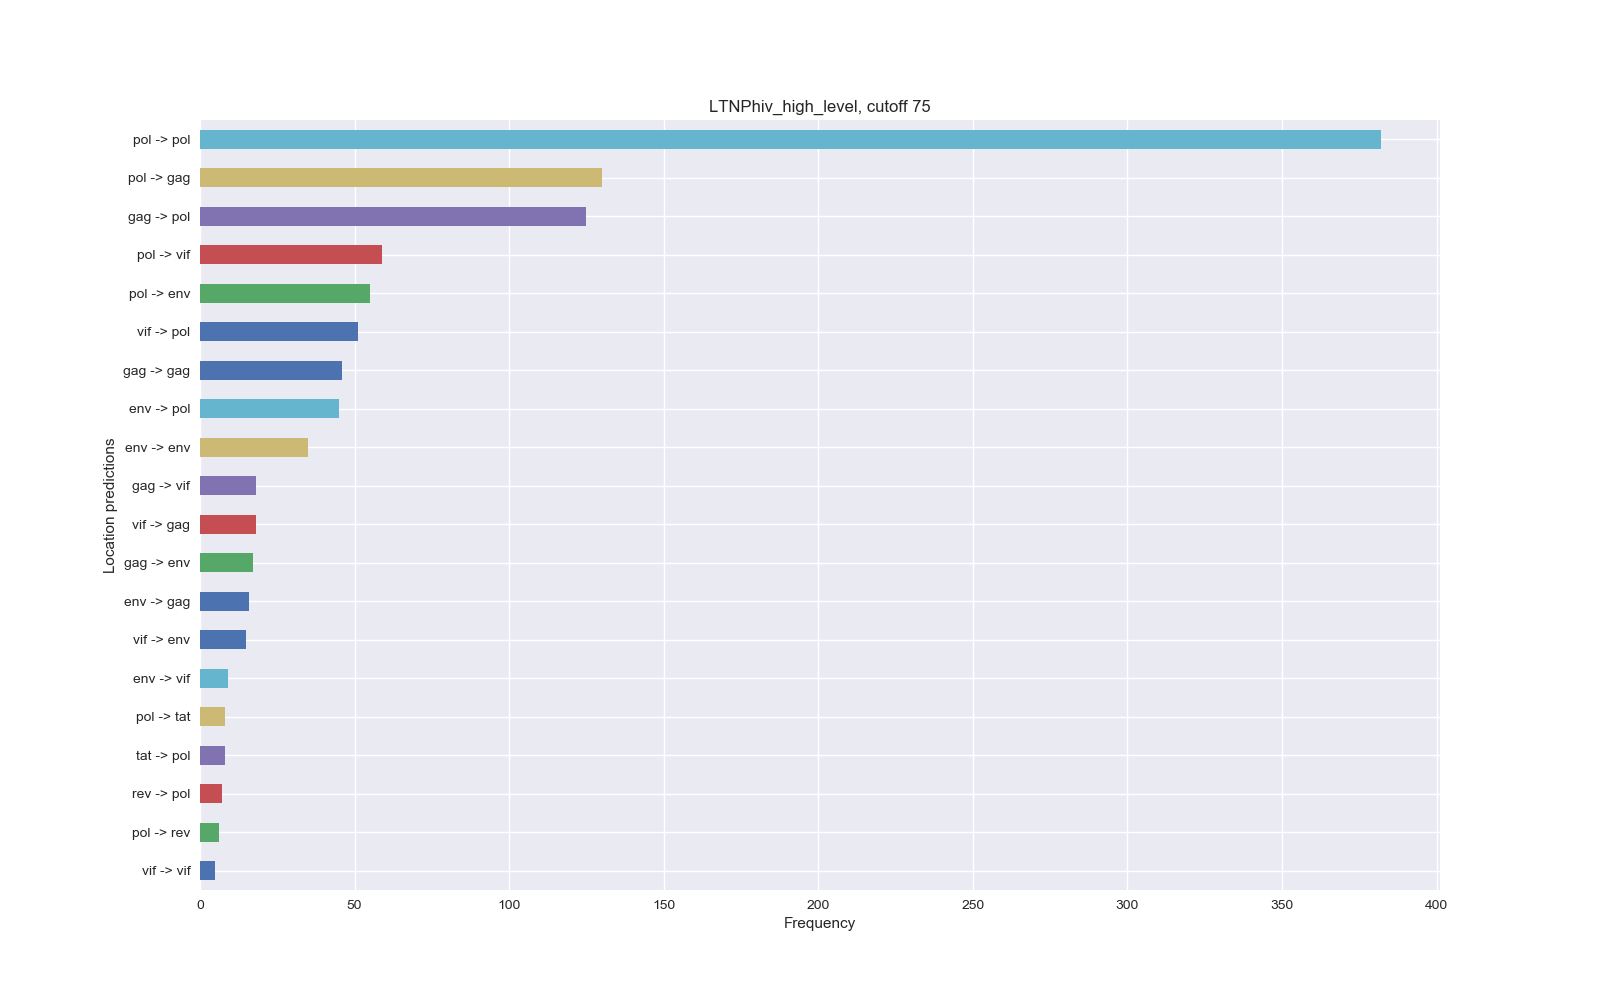 LTNPhiv_high_level, cutoff 75
pol -> pol
pol -> gag
gag -> pol
pol -> vif
pol -> env
vif -> pol
gag -> gag
env -> pol
env -> env
gag -> vif
vif -> gag
gag -> env
env -> gag
vif -> env
env -> vif
pol -> tat
tat -> pol
rev -> pol
pol -> rev
vif -> vif
Location predictions
0 50 100 150 200 250 300 350 400
Frequency